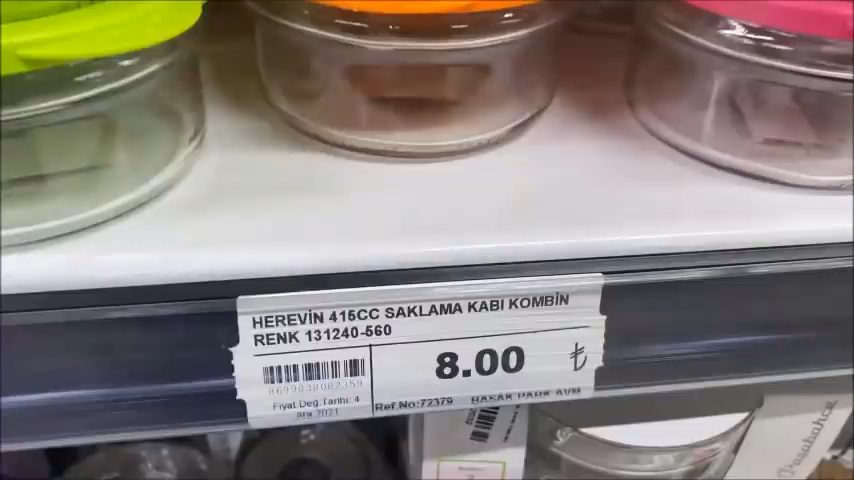 HEREVİN 415CC SAKLAMA KABI KOMBİN
RENK 131240-560
8.00 ₺
8699038082359
Fiyat Değ.Tarihi: 4
Ara 2021
Ref.No:72379
BAŞAK PARK AVM
Paşabahçe